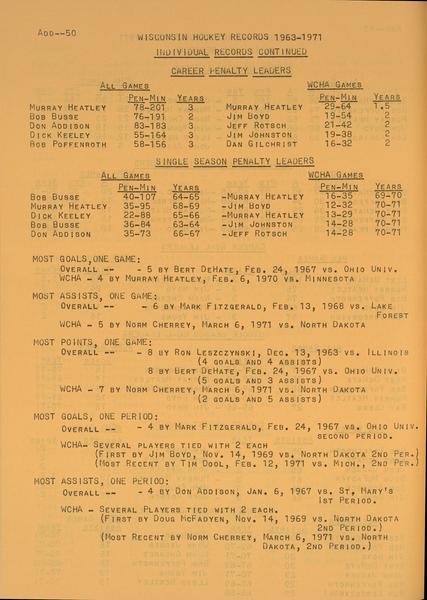 Add--50
Wisconsin Hockey Records 1963-1971
Individual Records Continued
Career Penalty Leaders
All Games WCHA Games
Pen-Min Years Pen-Min Years
Murray Heatley 78-201 3 Murray Heatley 29-64 1.5
Bob Busse 76-191 2 Jim Boyd 19-54 2
Don Addison 83-183 3 Jeff Rotsch 21-42 2
Dick Keeley 55-164 3 Jim Johnston 19-38 2
Bob Poffenroth 58-156 3 Dan Gilchrist 16-32 2
Single Season Penalty Leaders
All Games WCHA Games
Pen-Min Years Pen-Min Years
Bob Busse 40-107 64-65 -Murray Heatley 16-35 69-70
Murray Heatley 35-95 68-69 -Jim Boyd 12-32 70-71
Dick Keeley 22-88 65-66 -Murray Heatley 13-29 70-71
Bob Busse 36-84 63-64 -Jim Johnston 14-28 70-71
Don Addison 35-73 66-67 -Jeff Rotsch 14-28 70-71
Most Goals,One Game:
Overall -- - 5 by Bert DeHate, Feb. 24, 1967 vs. Ohio Univ.
WCHA - 4 by Murray Heatley, Feb. 6, 1970 vs. Minnesota
Most Assists, One Game:
Overall -- - 6 by Mark Fitzgerald, Feb. 13, 1968 vs. Lake
Forest
WCHA - 5 by Norm Cherrey, March 6, 1971 vs. North Dakota
Most Points, One Game:
Overall -- - 8 by Ron Leszczynski, Dec. 13, 1963 vs. Illinois
(4 goals and 4 assists)
8 by Bert DeHate, Feb. 24, 1967 vs. Ohio Univ.
(5 goals and 3 assists)
WCHA - 7 by Norm Cherrey, March 6, 1971 vs. North Dakota
(2 goals and 5 assists)
Most Goals, One Period:
Overall -- - 4 by Mark Fitzgerald, Feb. 24, 1967 vs. Ohio Univ.
second period.
WCHA- Several Players tied with 2 each
(First by Jim Boyd, Nov. 14, 1969 vs. North Dakota 2nd Per.)
(Most Recent by Tim Dool, Feb. 12, 1971 vs. Mich., 2nd Per.)
Most Assists, One Period:
Overall -- - 4 by Don Addison, Jan. 6, 1967 vs. St, Mary's
1st Period.
WCHA - Several Players tied with 2 each.
(First by Doug McFadyen, Nov. 14, 1969 vs. North Dakota
2nd Period.)
(Most Recent by Norm Cherrey, March 6, 1971 vs. North
Dakota, 2nd Period.)